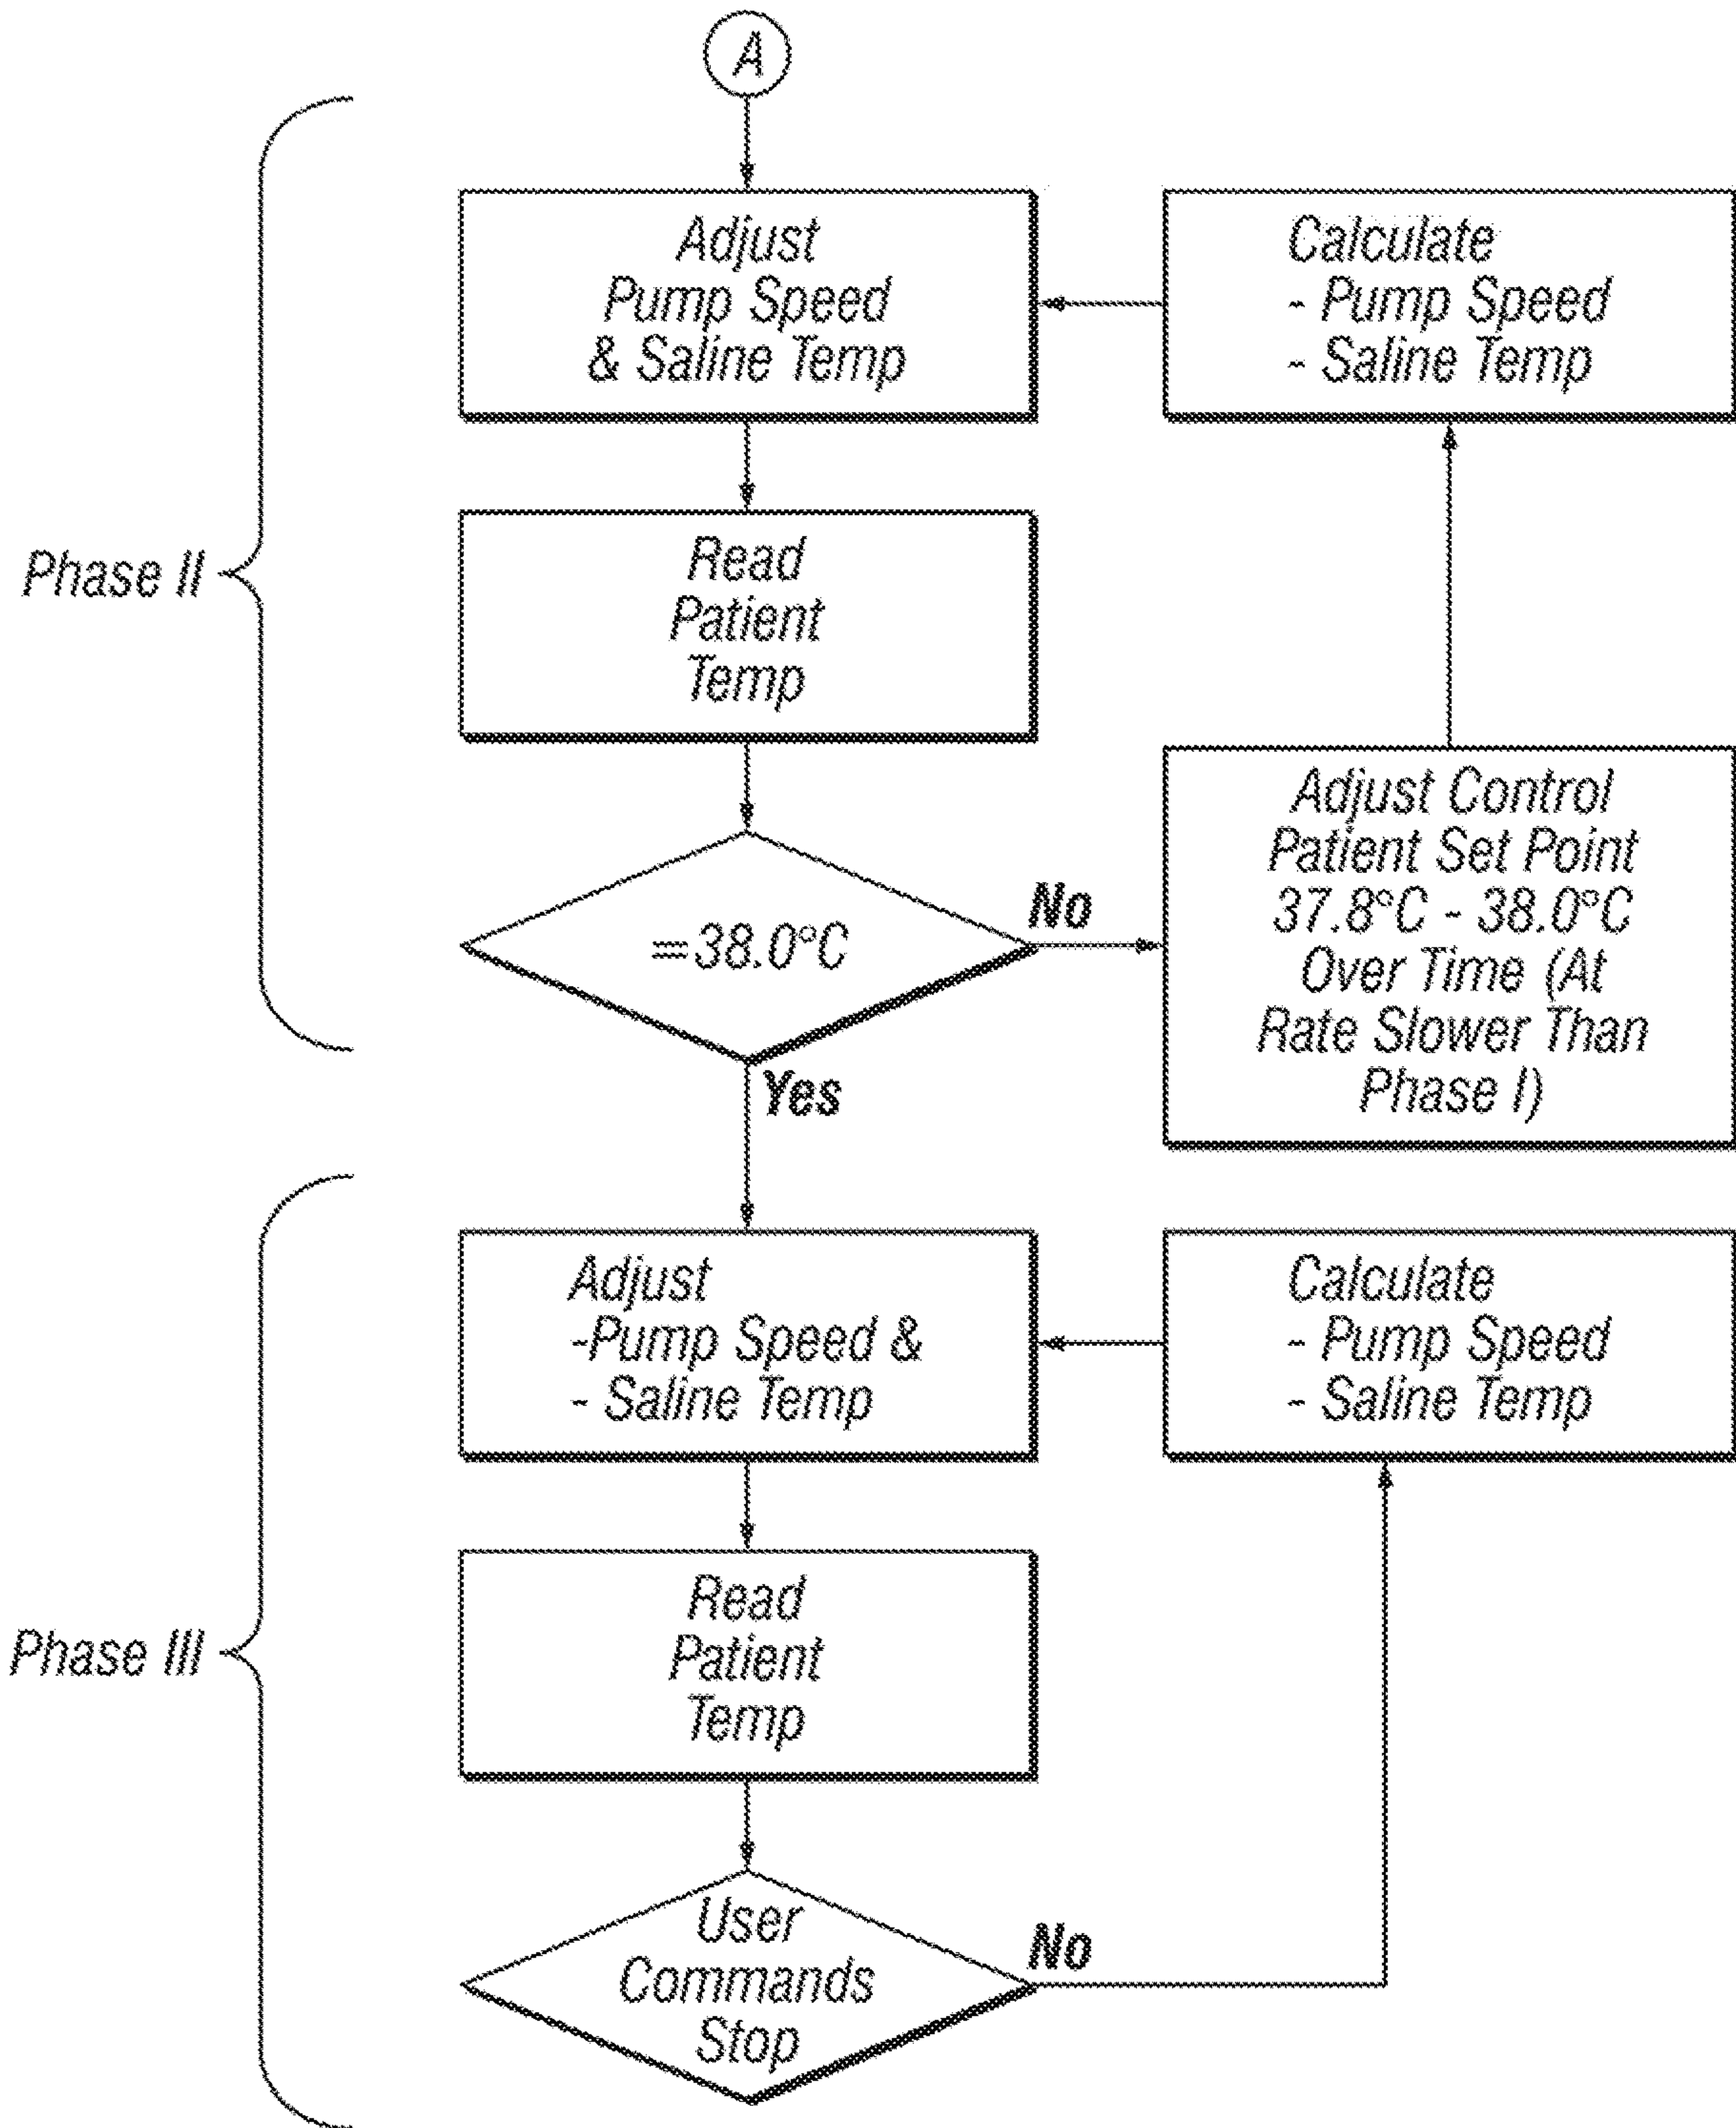 A
Adjust
Pump Speed
& Saline Temp
Calculate
- Pump Speed
- Saline Temp
Phase II
Read
Patient
Temp
=38.0°C
No
Yes
Adjust Control
Patient Set Point
37.8°C - 38.0°C
Over Time (At
Rate Slower Than
Phase I)
Adjust
-Pump Speed &
- Saline Temp
Calculate
- Pump Speed
- Saline Temp
Phase III
Read
Patient
Temp
User
Commands
Stop
No